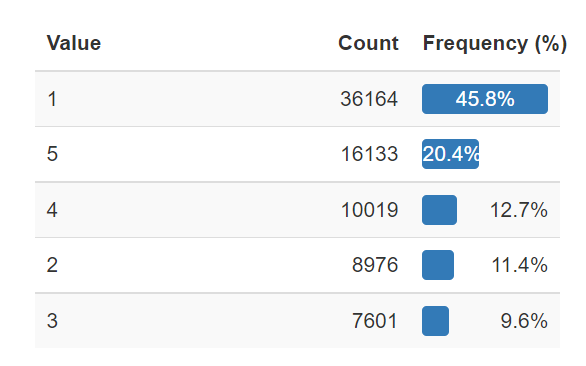 Value Count Frequency (%)
1 36164 45.8%
5 16133 20.4%
4 10019 12.7%
2 8976 11.4%
3 7601 9.6%